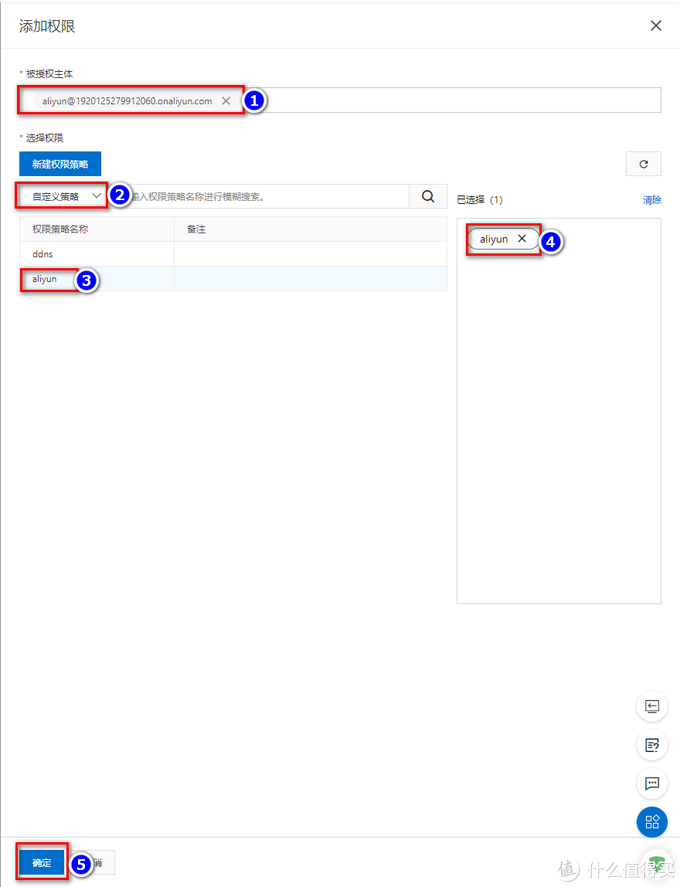 添加权限
* 被授权主体
aliyun@1920125279912060.onaliyun.com
1
* 选择权限
新建权限策略
自定义策略
2
输入权限策略名称进行模糊搜索。
已选择（1）
清除
权限策略名称 备注
aliyun
4
ddns
aliyun
3
确定
5
消
值 什么值得买